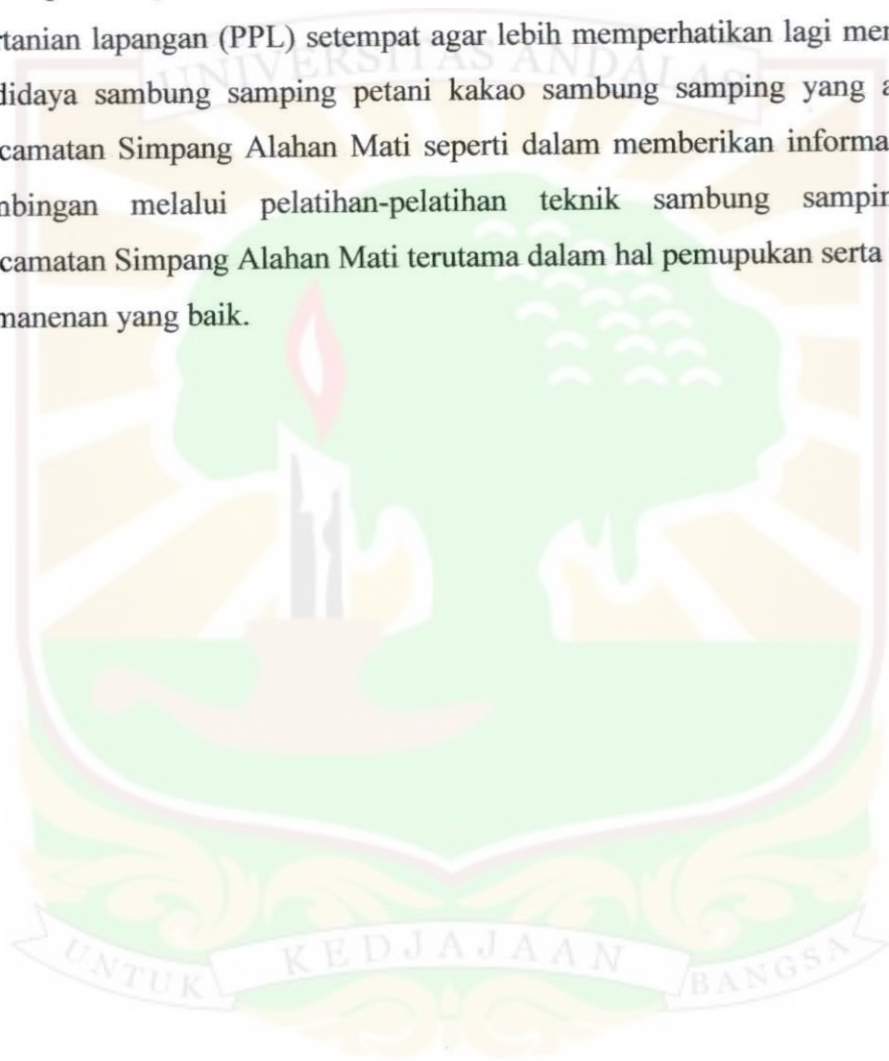 rtanian lapangan (PPL) setempat agar lebih memperhatikan lagi mer
didaya sambung samping petani kakao sambung samping yang a
UNIVERSITAS ANDALAS
camatan Simpang Alahan Mati seperti dalam memberikan informa
mbingan melalui pelatihan-pelatihan teknik sambung sampin
camatan Simpang Alahan Mati terutama dalam hal pemupukan serta
manenan yang baik.
UNTUK KEDJAJAAN BANGSA